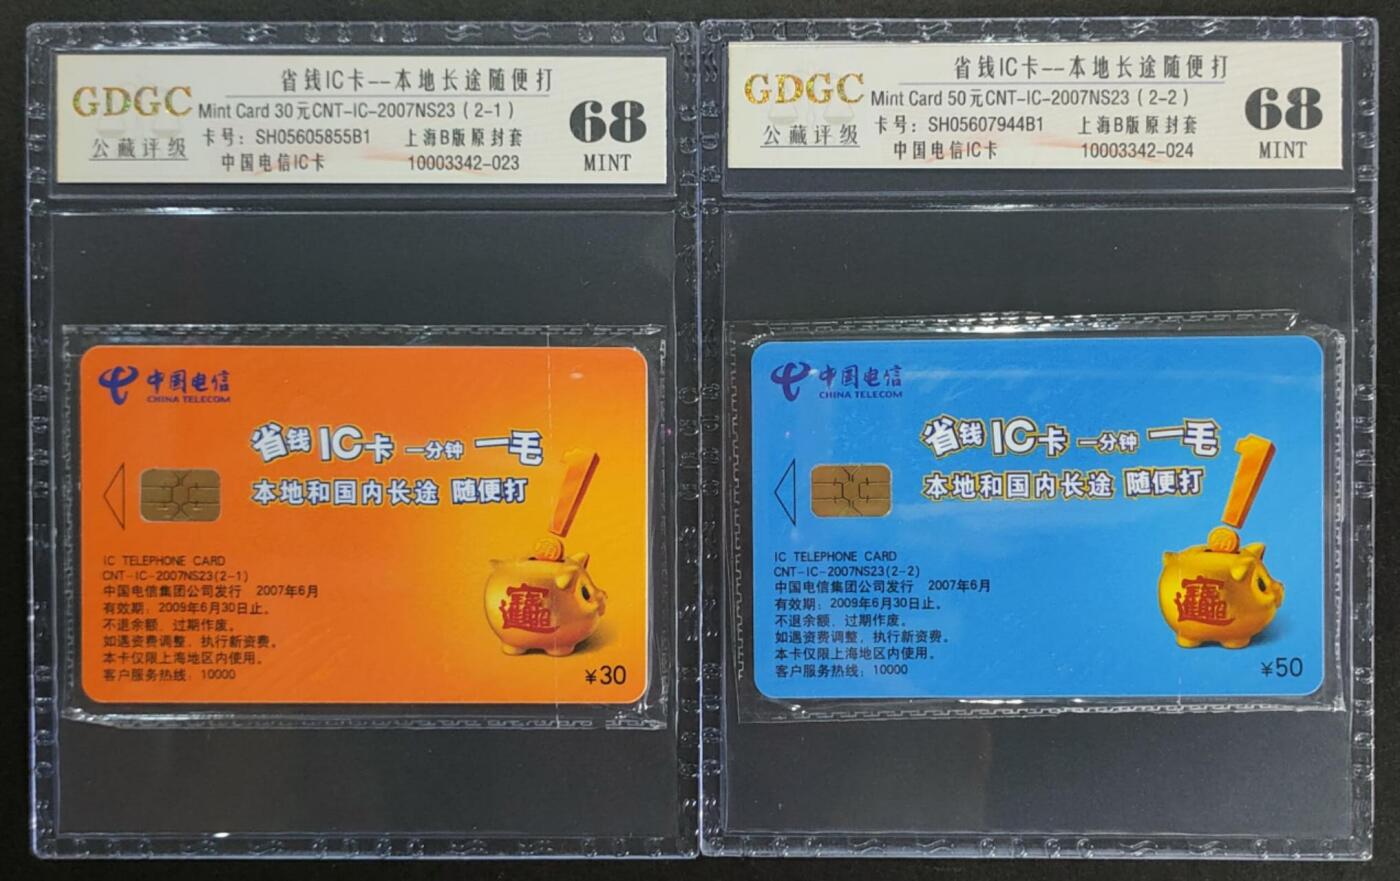 GDGC
公藏评级
省钱IC卡--本地长途随便打
Mint Card 30元CNT-IC-2007NS23 (2-1)
卡号: SH05605855B1 上海B版原封套
中国电信IC卡 10003342-023
68
MINT
中国电信
CHINA TELECOM
省钱IC卡 一分钟 一毛
本地和国内长途 随便打
IC TELEPHONE CARD
CNT-IC-2007NS23(2-1)
中国电信集团公司发行 2007年6月
有效期: 2009年6月30日止。
不退余额, 过期作废。
如遇资费调整, 执行新资费。
本卡仅限上海地区内使用。
客户服务热线: 10000
¥30
GDGC
公藏评级
省钱IC卡--本地长途随便打
Mint Card 50元CNT-IC-2007NS23 (2-2)
卡号: SH05607944B1 上海B版原封套
中国电信IC卡 10003342-024
68
MINT
中国电信
CHINA TELECOM
省钱IC卡 一分钟 一毛
本地和国内长途 随便打
IC TELEPHONE CARD
CNT-IC-2007NS23(2-2)
中国电信集团公司发行 2007年6月
有效期: 2009年6月30日止。
不退余额, 过期作废。
如遇资费调整, 执行新资费。
本卡仅限上海地区内使用。
客户服务热线: 10000
¥50